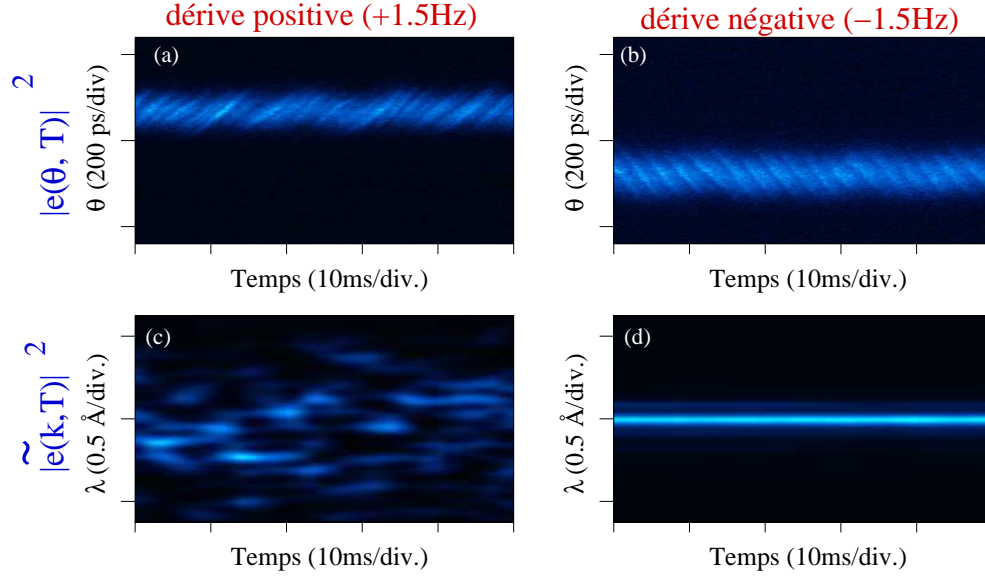 dérive positive (+1.5Hz)
dérive négative (−1.5Hz)
|e(θ, T)|²
θ (200 ps/div)
(a)
Temps (10ms/div.)
θ (200 ps/div)
(b)
Temps (10ms/div.)
|ẽ(k,T)|²
λ (0.5 Å/div.)
(c)
Temps (10ms/div.)
λ (0.5 Å/div.)
(d)
Temps (10ms/div.)